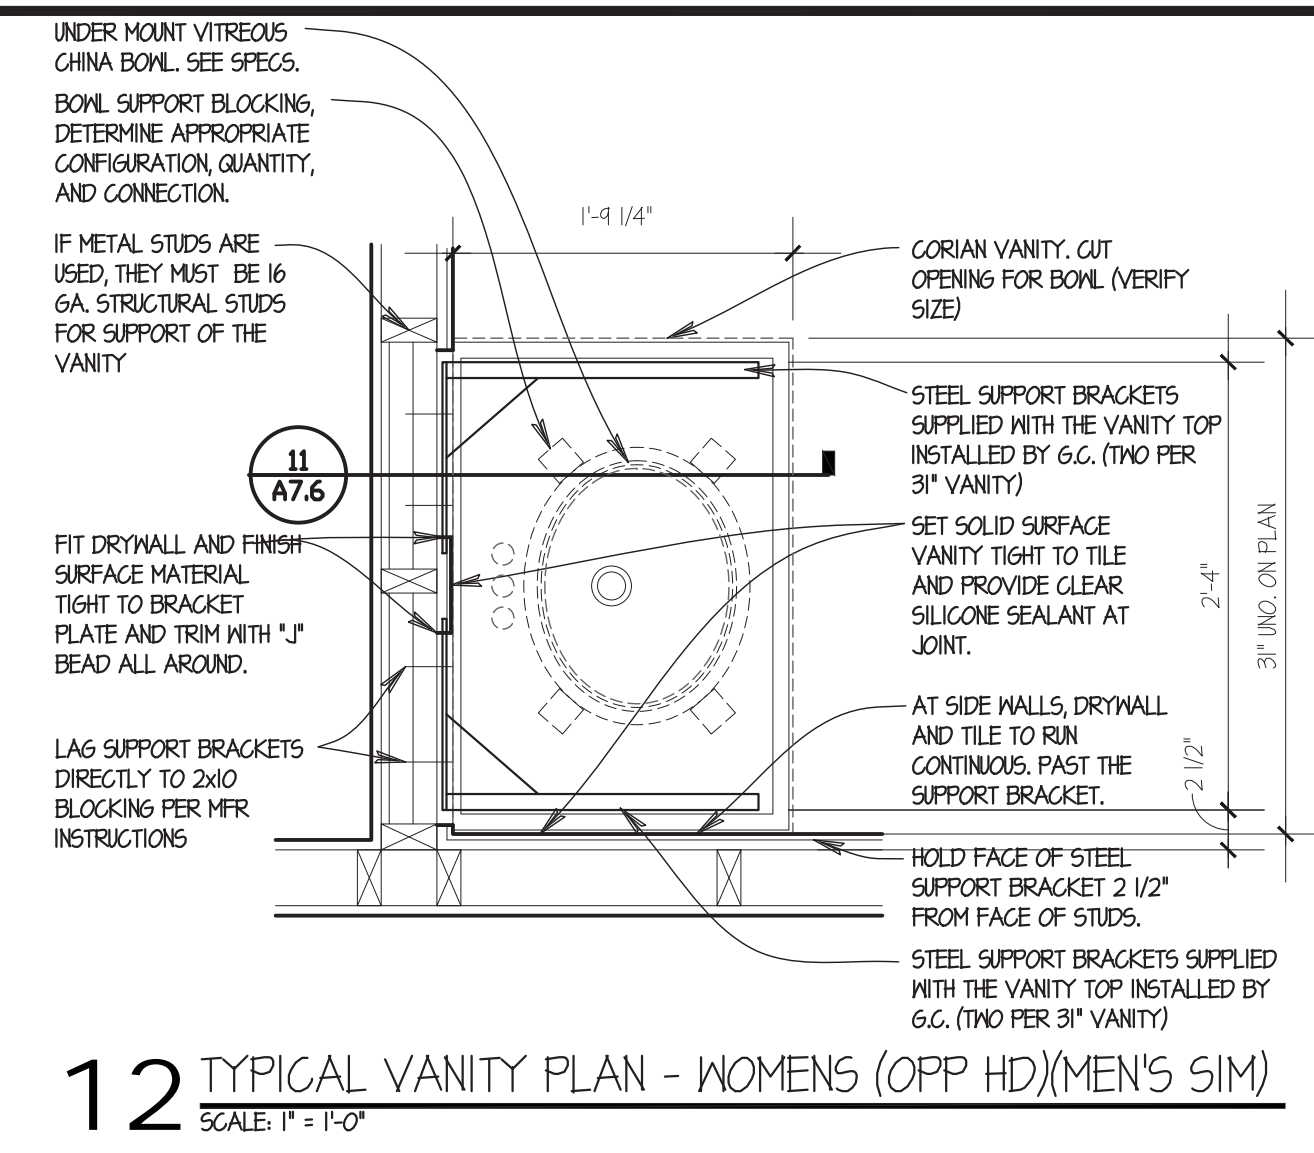 UNDER MOUNT VITREOUS
CHINA BOWL. SEE SPECS.
BOWL SUPPORT BLOCKING,
DETERMINE APPROPRIATE
CONFIGURATION, QUANTITY,
AND CONNECTION.
IF METAL STUDS ARE
USED, THEY MUST BE 16
GA. STRUCTURAL STUDS
FOR SUPPORT OF THE
VANITY
11
A7.6
FIT DRYWALL AND FINISH
SURFACE MATERIAL
TIGHT TO BRACKET
PLATE AND TRIM WITH "J"
BEAD ALL AROUND.
LAG SUPPORT BRACKETS
DIRECTLY TO 2x10
BLOCKING PER MFR
INSTRUCTIONS
1'-9 1/4"
CORIAN VANITY. CUT
OPENING FOR BOWL (VERIFY
SIZE)
STEEL SUPPORT BRACKETS
SUPPLIED WITH THE VANITY TOP
INSTALLED BY G.C. (TWO PER
31" VANITY)
SET SOLID SURFACE
VANITY TIGHT TO TILE
AND PROVIDE CLEAR
SILICONE SEALANT AT
JOINT.
AT SIDE WALLS, DRYWALL
AND TILE TO RUN
CONTINUOUS. PAST THE
SUPPORT BRACKET.
HOLD FACE OF STEEL
SUPPORT BRACKET 2 1/2"
FROM FACE OF STUDS.
STEEL SUPPORT BRACKETS SUPPLIED
WITH THE VANITY TOP INSTALLED BY
G.C. (TWO PER 31" VANITY)
2'-4"
31" UNO. ON PLAN
2 1/2"
12 TYPICAL VANITY PLAN - WOMENS (OPP HD)(MEN'S SIM)
SCALE: 1" = 1'-0"